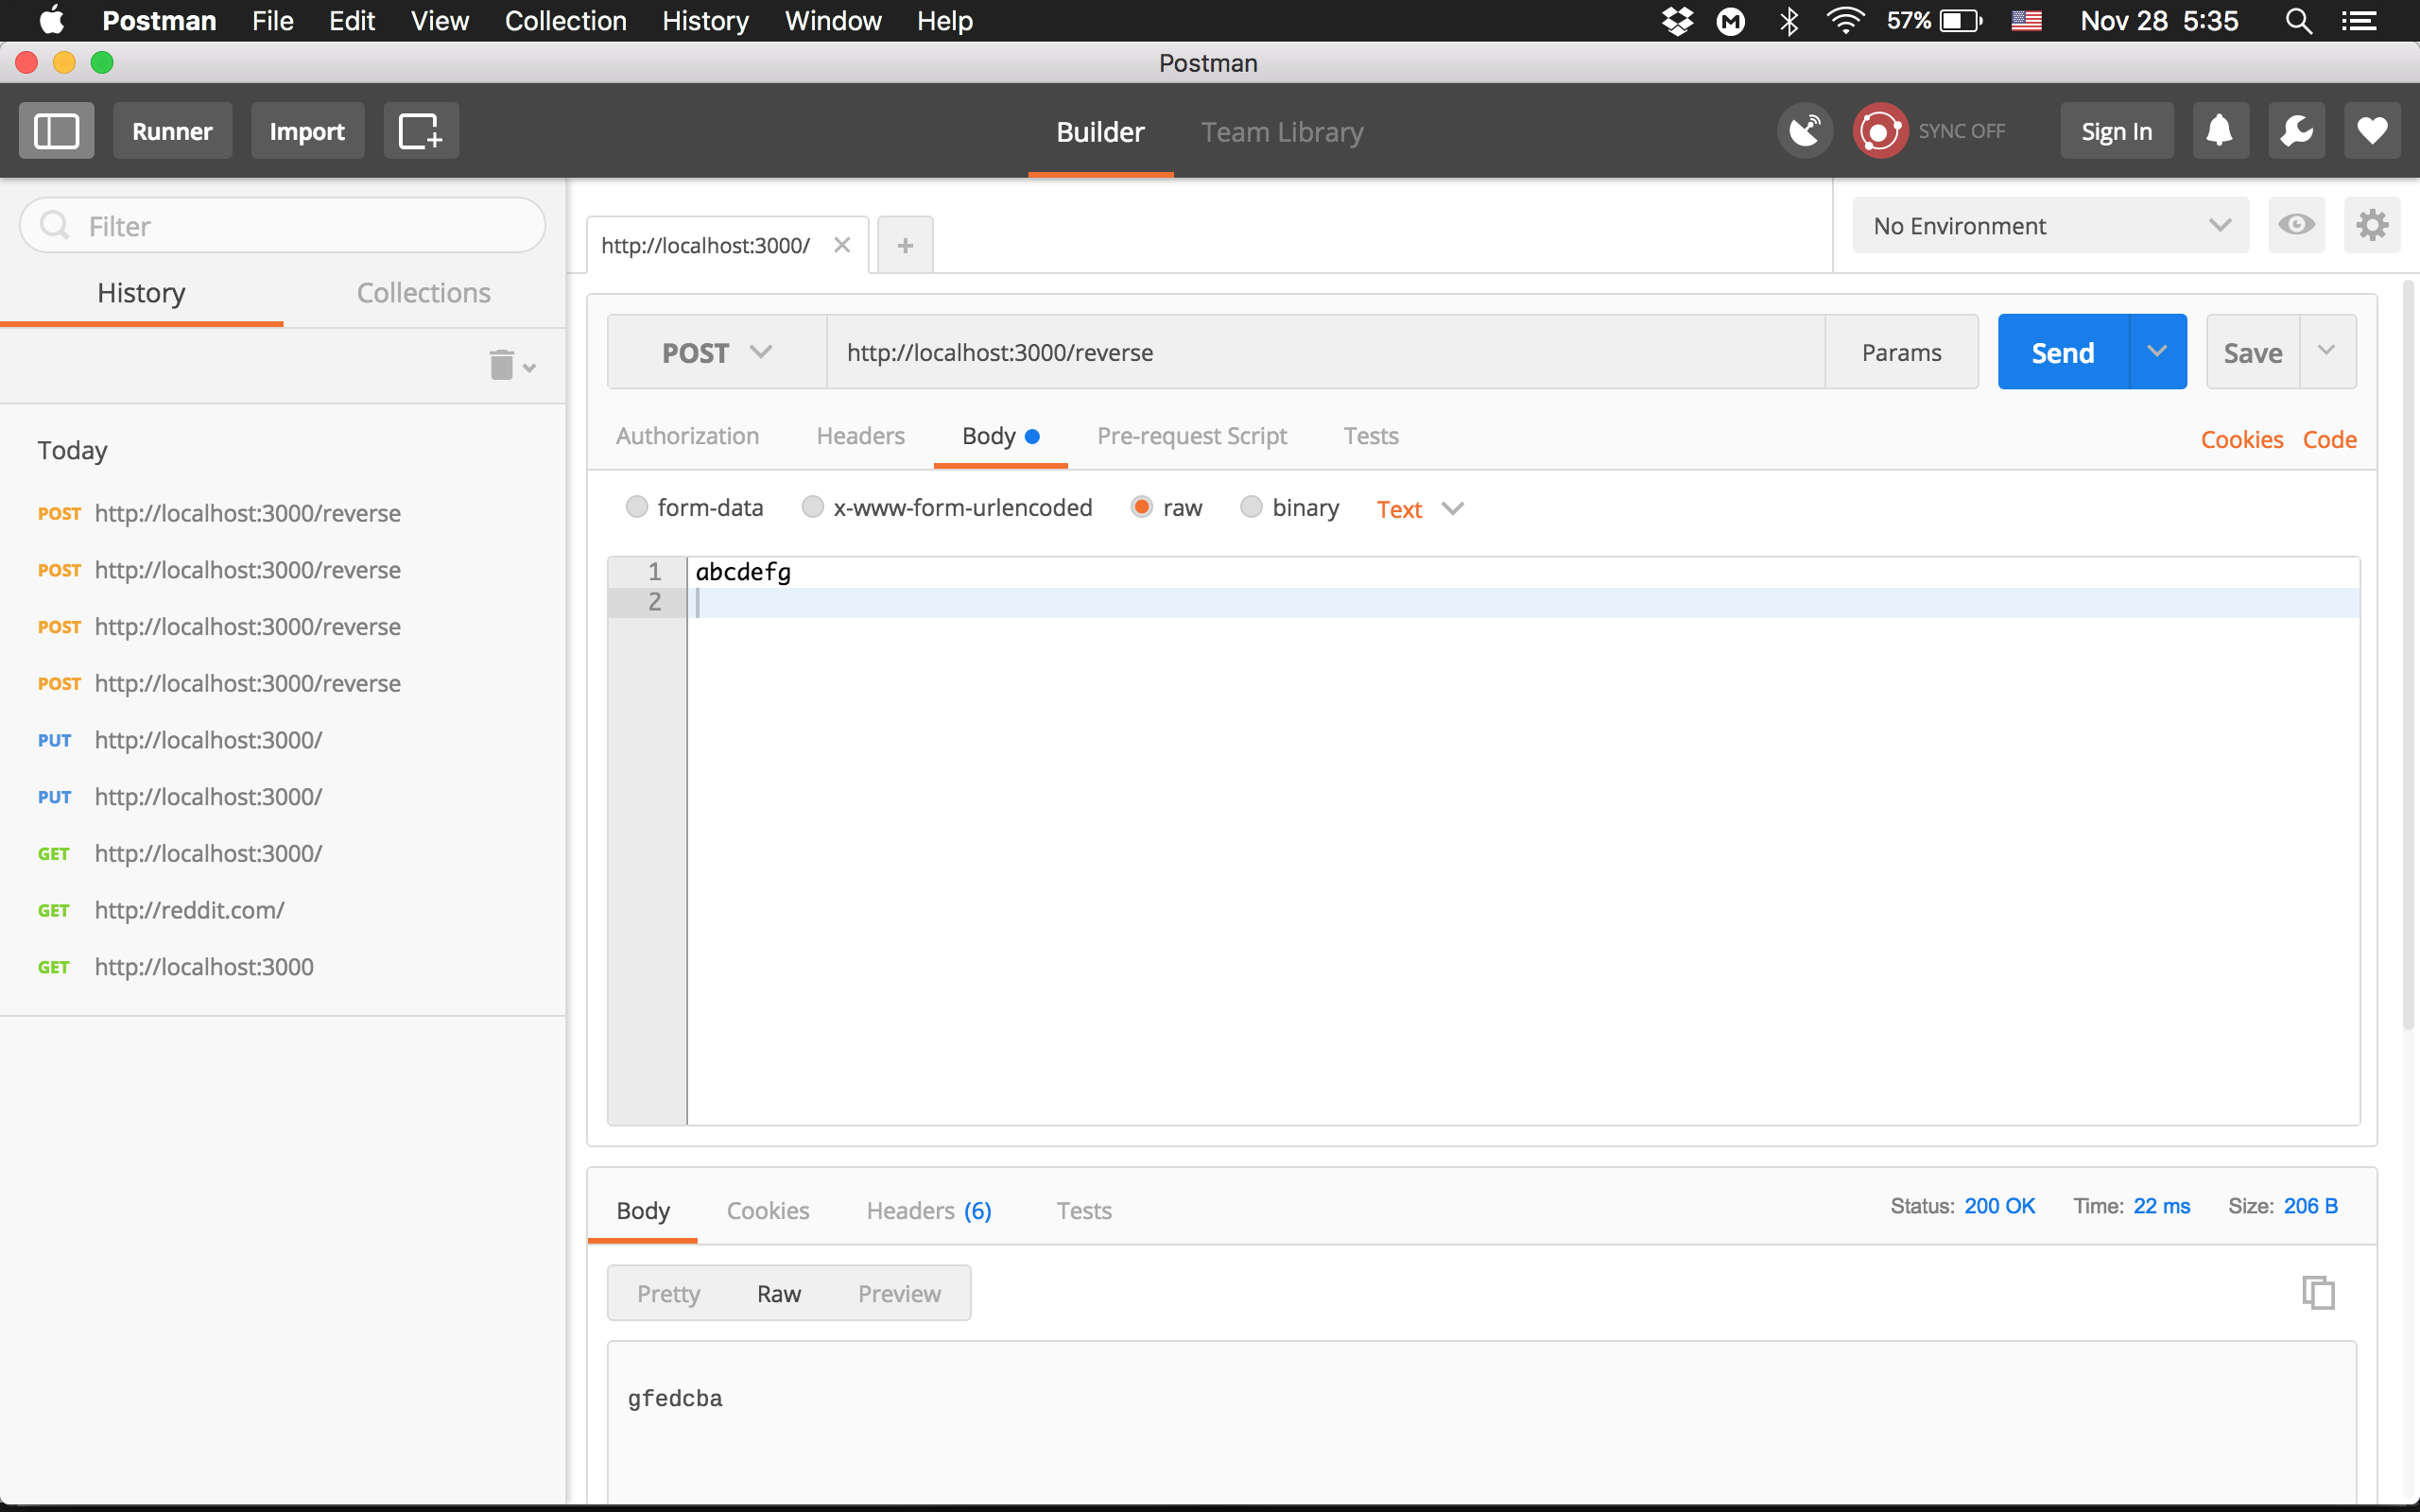 Postman File Edit View Collection History Window Help 57% Nov 28 5:35
Postman
Runner Import Builder Team Library SYNC OFF Sign In
Filter
History Collections
Today
POST http://localhost:3000/reverse
POST http://localhost:3000/reverse
POST http://localhost:3000/reverse
POST http://localhost:3000/reverse
PUT http://localhost:3000/
PUT http://localhost:3000/
GET http://localhost:3000/
GET http://reddit.com/
GET http://localhost:3000
http://localhost:3000/ + No Environment
POST http://localhost:3000/reverse Params Send Save
Authorization Headers Body Pre-request Script Tests Cookies Code
form-data x-www-form-urlencoded raw binary Text
1 abcdefg
2
Body Cookies Headers (6) Tests Status: 200 OK Time: 22 ms Size: 206 B
Pretty Raw Preview
gfedcba